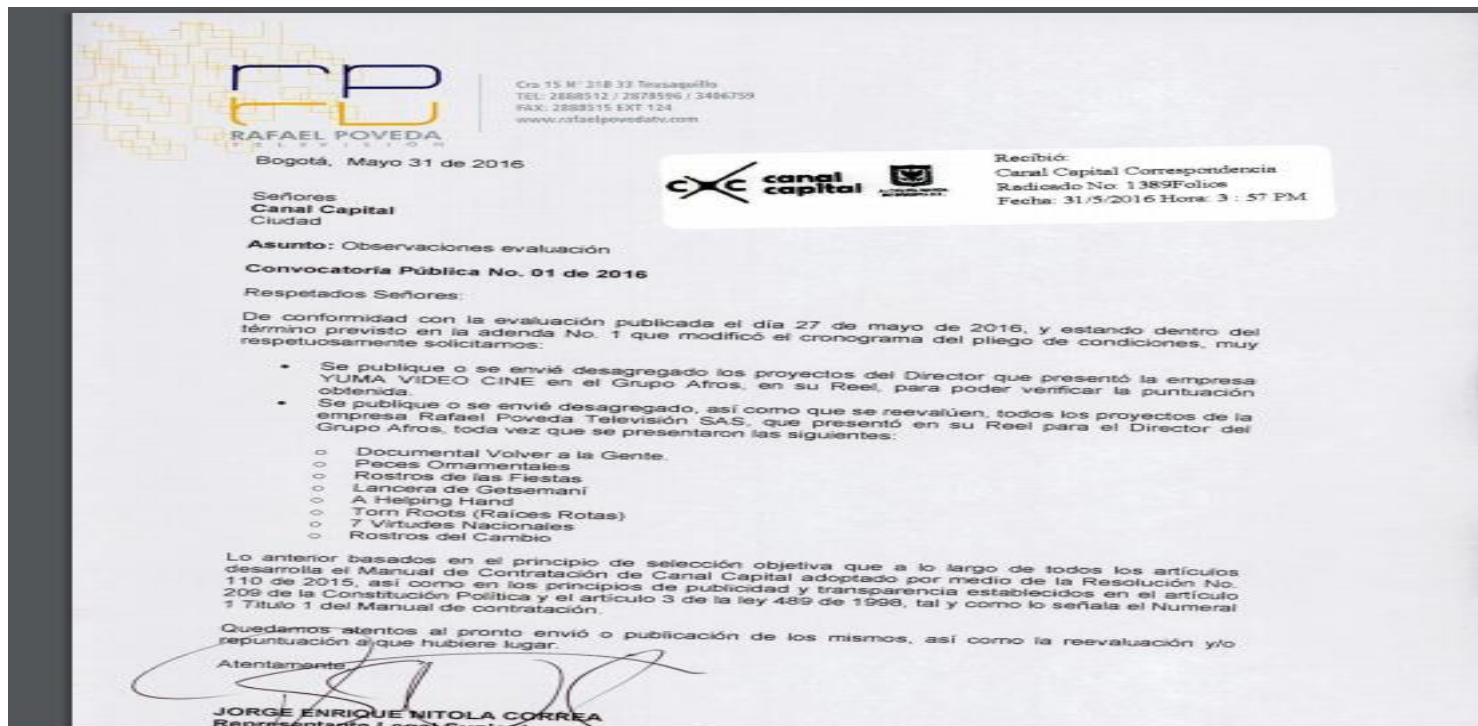 rp
RAFAEL POVEDA
TELEVISIÓN
Cra 15 Nº 31B 33 Teusaquillo
TEL: 2888512 / 2878596 / 3406759
FAX: 2888515 EXT 124
www.rafaelpovedatv.com
Bogotá, Mayo 31 de 2016
cxc canal capital
Recibió:
Canal Capital Correspondencia
Radicado No: 1389Folios
Fecha: 31/5/2016 Hora: 3 : 57 PM
Señores
Canal Capital
Ciudad
Asunto: Observaciones evaluación
Convocatoria Pública No. 01 de 2016
Respetados Señores:
De conformidad con la evaluación publicada el día 27 de mayo de 2016, y estando dentro del
término previsto en la adenda No. 1 que modificó el cronograma del pliego de condiciones, muy
respetuosamente solicitamos:
• Se publique o se envié desagregado los proyectos del Director que presentó la empresa
YUMA VIDEO CINE en el Grupo Afros, en su Reel, para poder verificar la puntuación
obtenida.
• Se publique o se envié desagregado, así como que se reevalúen, todos los proyectos de la
empresa Rafael Poveda Televisión SAS, que presentó en su Reel para el Director del
Grupo Afros, toda vez que se presentaron las siguientes:
○ Documental Volver a la Gente.
○ Peces Ornamentales
○ Rostros de las Fiestas
○ Lancera de Getsemaní
○ A Helping Hand
○ Torn Roots (Raíces Rotas)
○ 7 Virtudes Nacionales
○ Rostros del Cambio
Lo anterior basados en el principio de selección objetiva que a lo largo de todos los artículos
desarrolla el Manual de Contratación de Canal Capital adoptado por medio de la Resolución No.
110 de 2015, así como en los principios de publicidad y transparencia establecidos en el artículo
209 de la Constitución Política y el artículo 3 de la ley 489 de 1998, tal y como lo señala el Numeral
1 Titulo 1 del Manual de contratación.
Quedamos atentos al pronto envió o publicación de los mismos, así como la reevaluación y/o
repuntuación a que hubiere lugar.
Atentamente
JORGE ENRIQUE NITOLA CORREA
Representante Legal